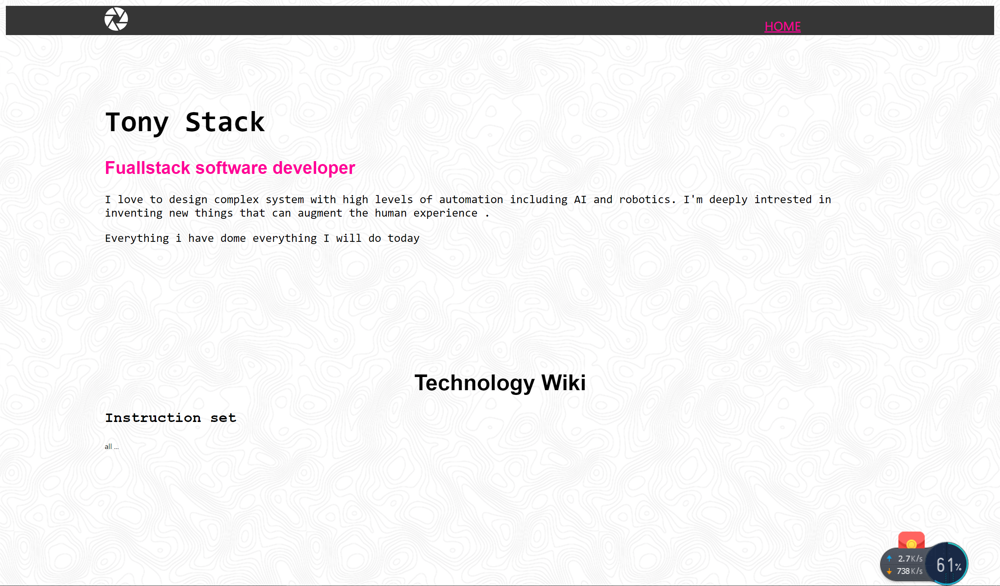 HOME
Tony Stack
Fuallstack software developer
I love to design complex system with high levels of automation including AI and robotics. I'm deeply intrested in
inventing new things that can augment the human experience .
Everything i have dome everything I will do today
Technology Wiki
Instruction set
all ...
2.7K/s
738K/s
61%